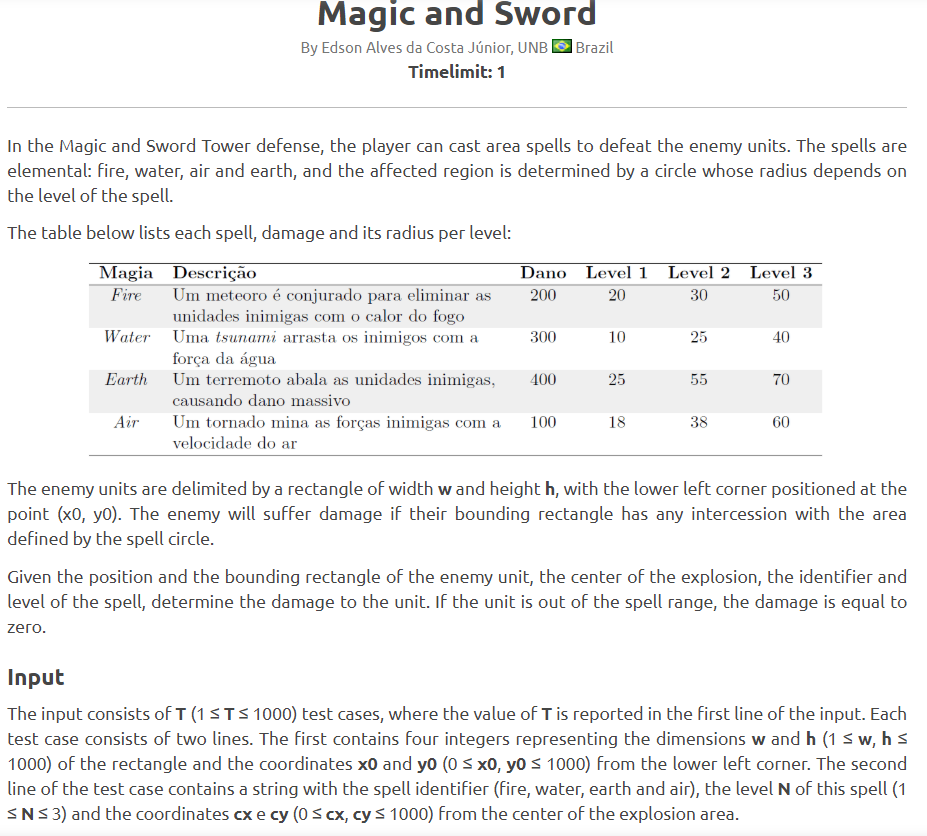 Magic and Sword
By Edson Alves da Costa Júnior, UNB Brazil
Timelimit: 1
In the Magic and Sword Tower defense, the player can cast area spells to defeat the enemy units. The spells are
elemental: fire, water, air and earth, and the affected region is determined by a circle whose radius depends on
the level of the spell.
The table below lists each spell, damage and its radius per level:
Magia Descrição Dano Level 1 Level 2 Level 3
Fire Um meteoro é conjurado para eliminar as 200 20 30 50
unidades inimigas com o calor do fogo
Water Uma tsunami arrasta os inimigos com a 300 10 25 40
força da água
Earth Um terremoto abala as unidades inimigas, 400 25 55 70
causando dano massivo
Air Um tornado mina as forças inimigas com a 100 18 38 60
velocidade do ar
The enemy units are delimited by a rectangle of width w and height h, with the lower left corner positioned at the
point (x0, y0). The enemy will suffer damage if their bounding rectangle has any intercession with the area
defined by the spell circle.
Given the position and the bounding rectangle of the enemy unit, the center of the explosion, the identifier and
level of the spell, determine the damage to the unit. If the unit is out of the spell range, the damage is equal to
zero.
Input
The input consists of T (1 ≤ T ≤ 1000) test cases, where the value of T is reported in the first line of the input. Each
test case consists of two lines. The first contains four integers representing the dimensions w and h (1 ≤ w, h ≤
1000) of the rectangle and the coordinates x0 and y0 (0 ≤ x0, y0 ≤ 1000) from the lower left corner. The second
line of the test case contains a string with the spell identifier (fire, water, earth and air), the level N of this spell (1
≤ N ≤ 3) and the coordinates cx e cy (0 ≤ cx, cy ≤ 1000) from the center of the explosion area.